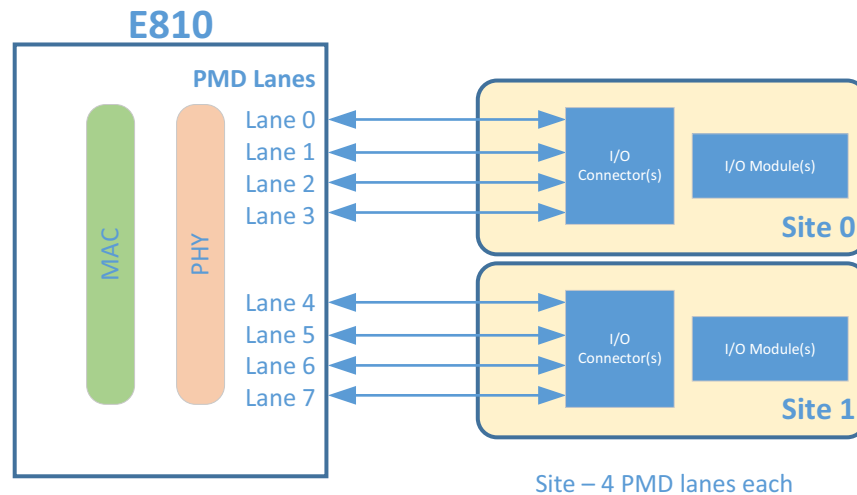 E810
PMD Lanes
Lane 0
Lane 1
Lane 2
Lane 3
Lane 4
Lane 5
Lane 6
Lane 7
MAC
PHY
I/O
Connector(s)
I/O Module(s)
Site 0
I/O
Connector(s)
I/O Module(s)
Site 1
Site – 4 PMD lanes each